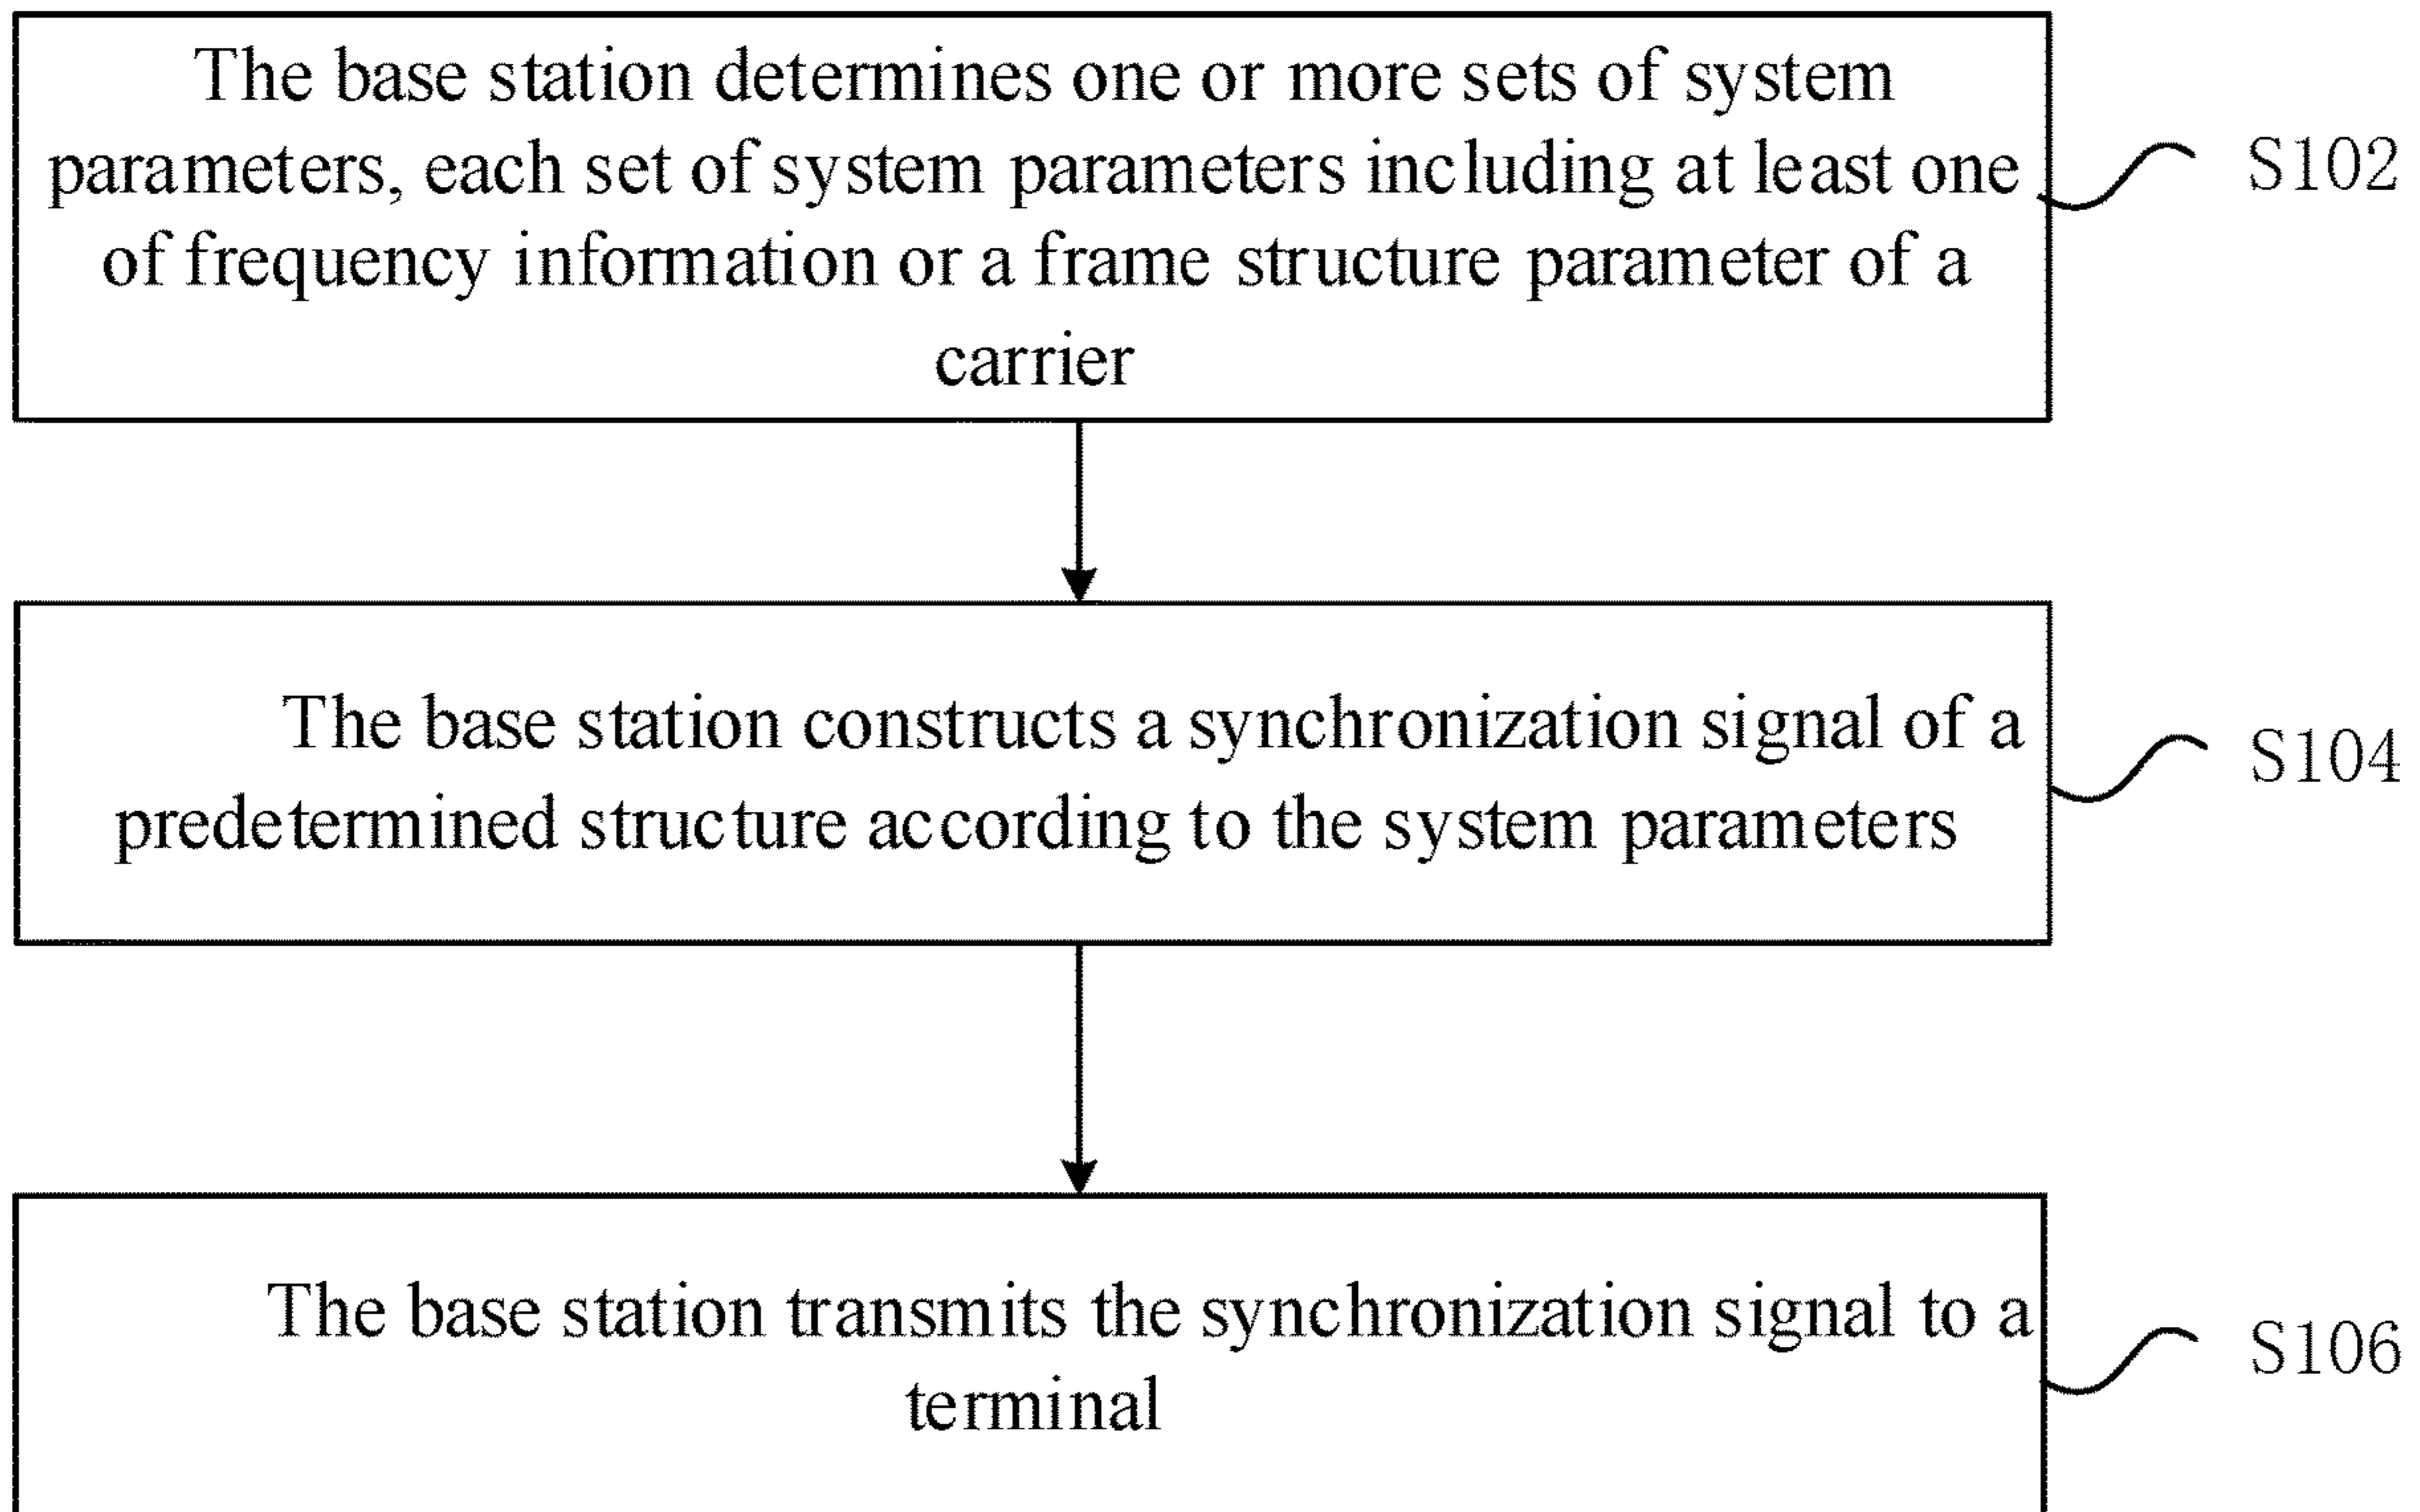 The base station determines one or more sets of system
parameters, each set of system parameters including at least one
of frequency information or a frame structure parameter of a
carrier
S102
The base station constructs a synchronization signal of a
predetermined structure according to the system parameters
S104
The base station transmits the synchronization signal to a
terminal
S106